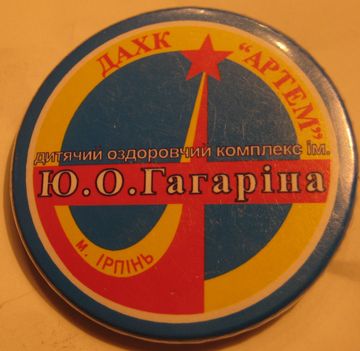 ДАХК "АРТЕМ"
дитячий оздоровчий комплекс ім.
Ю.О.Гагаріна
м. ІРПІНЬ